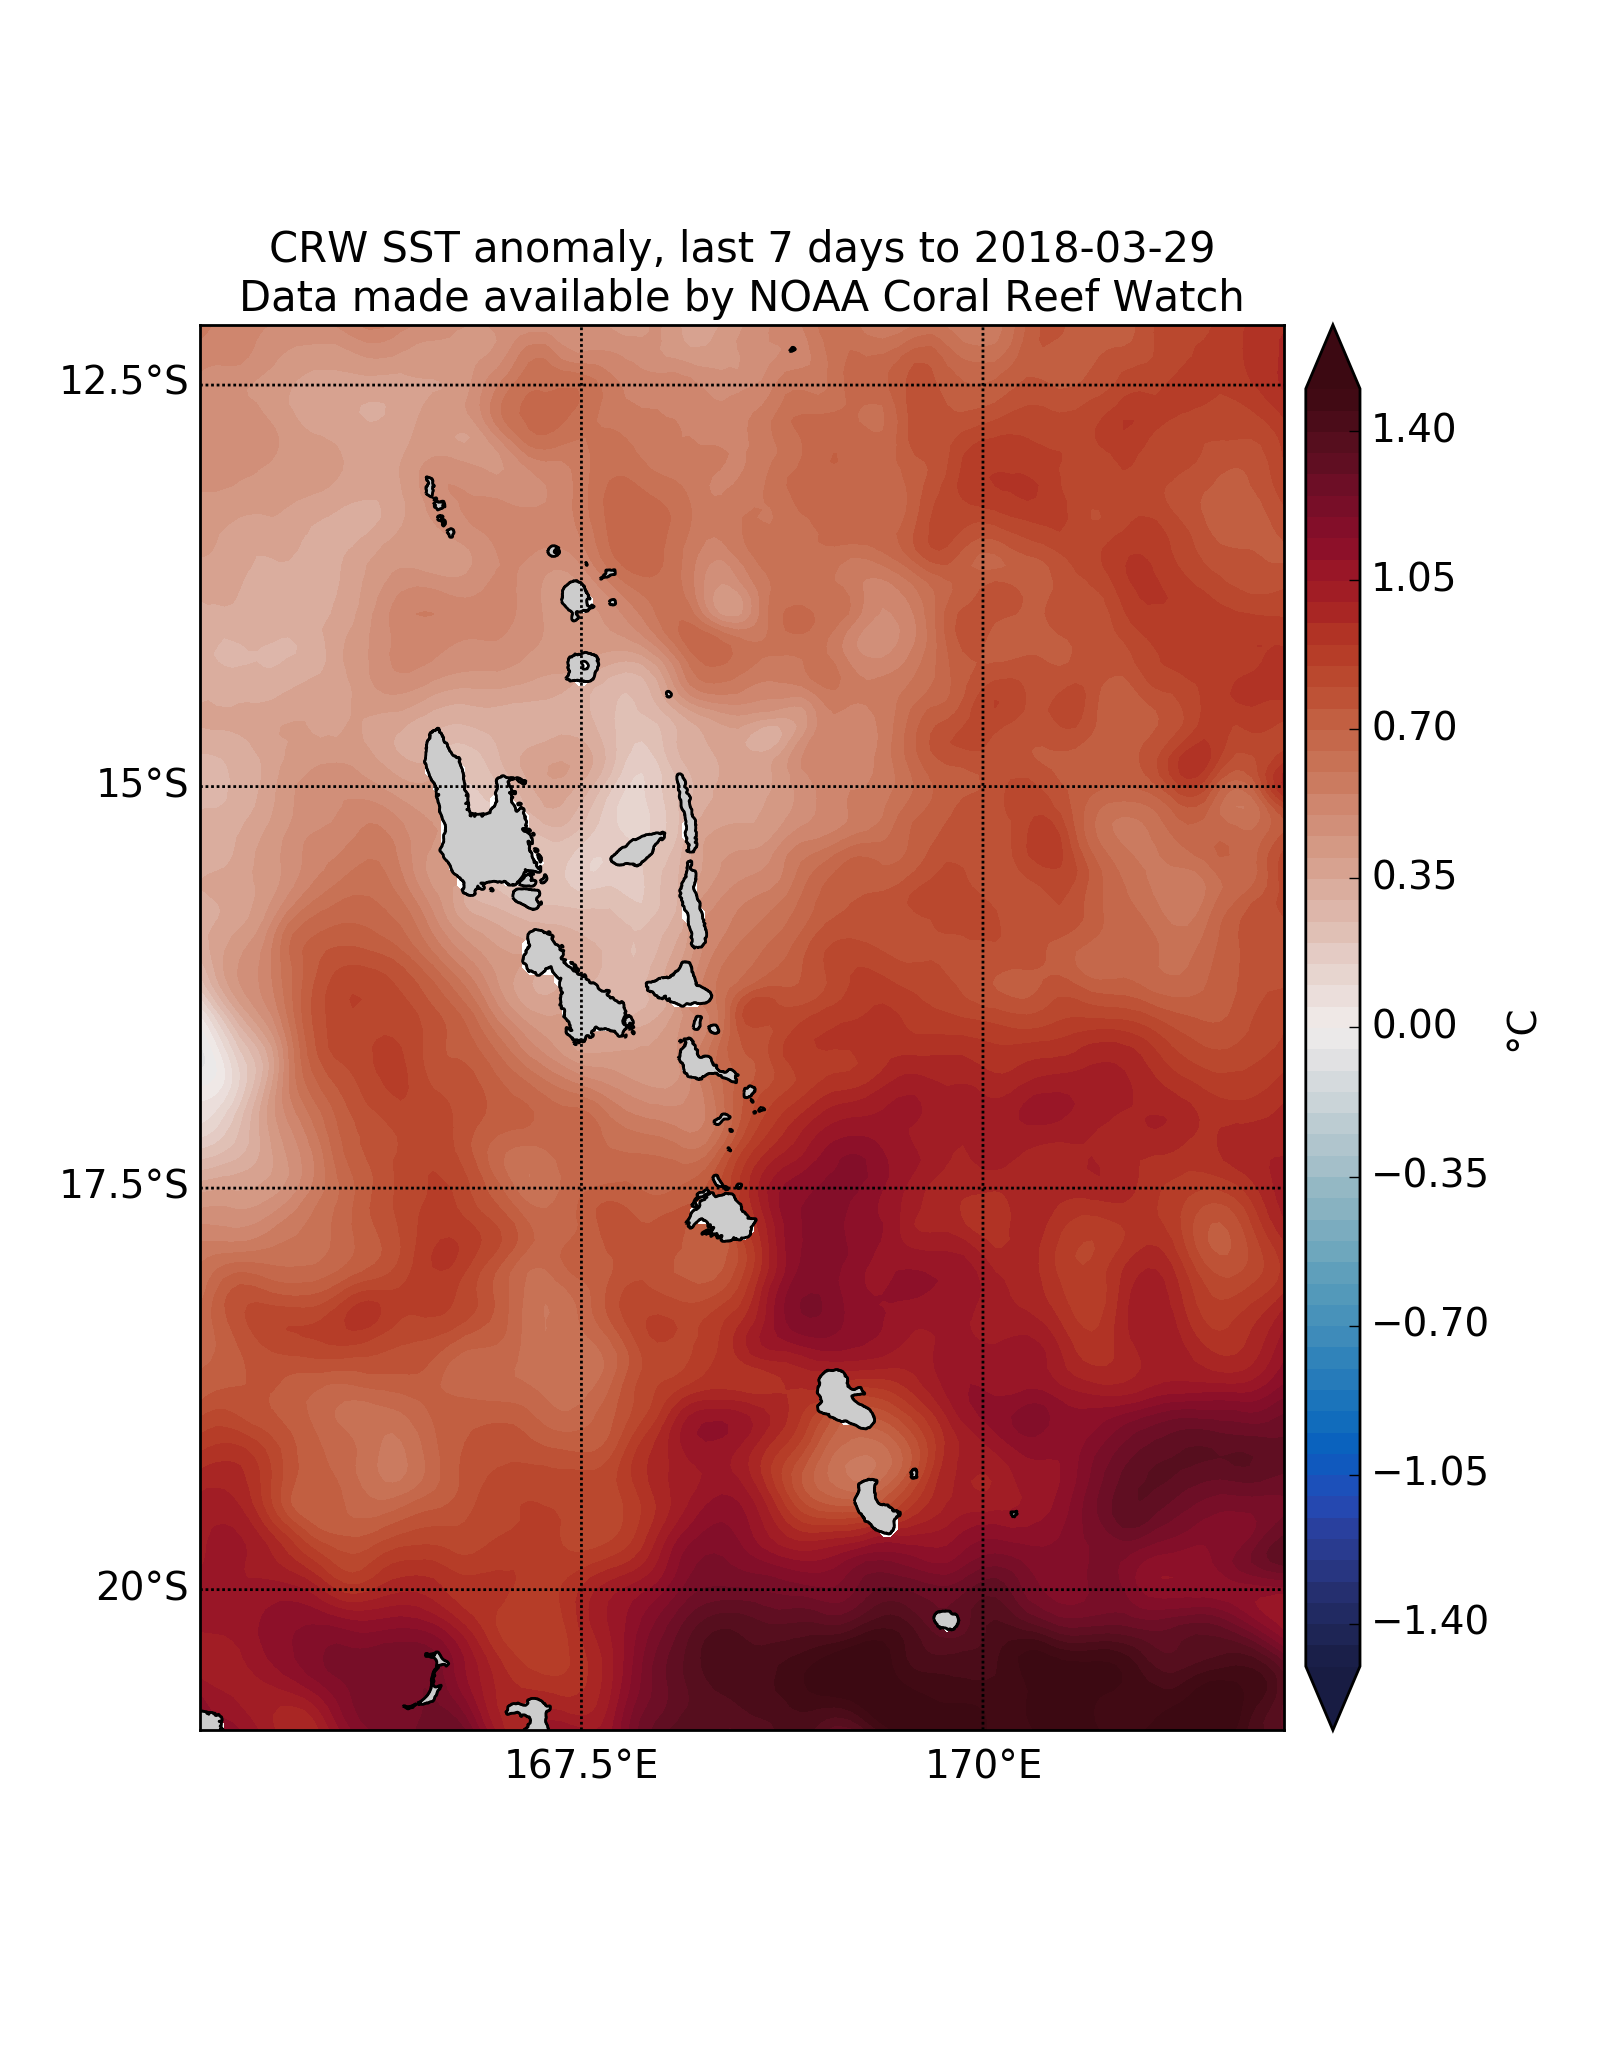 CRW SST anomaly, last 7 days to 2018-03-29
Data made available by NOAA Coral Reef Watch
12.5°S
15°S
17.5°S
20°S
167.5°E
170°E
1.40
1.05
0.70
0.35
0.00
−0.35
−0.70
−1.05
−1.40
°C